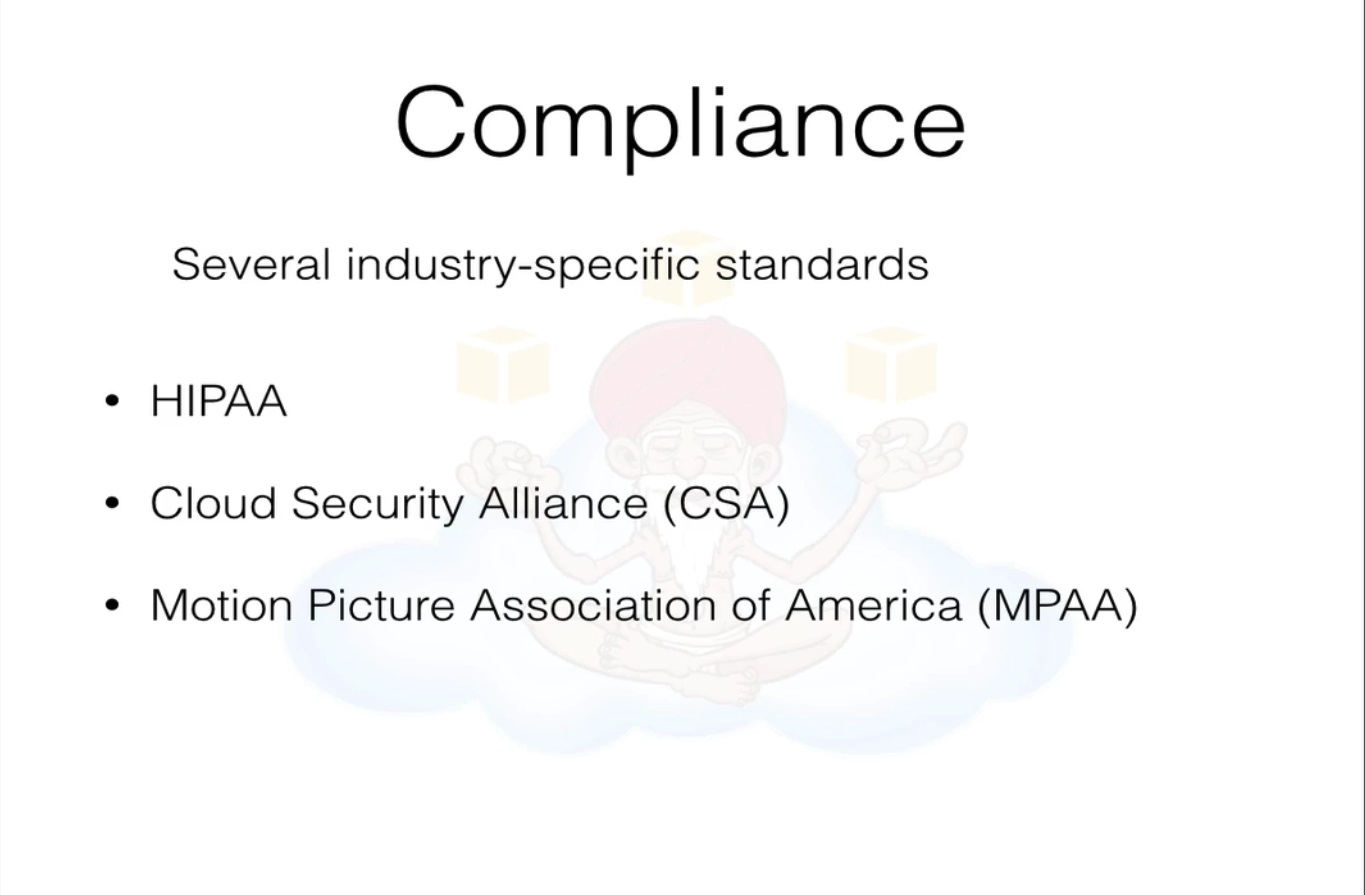 Compliance
Several industry-specific standards
• HIPAA
• Cloud Security Alliance (CSA)
• Motion Picture Association of America (MPAA)